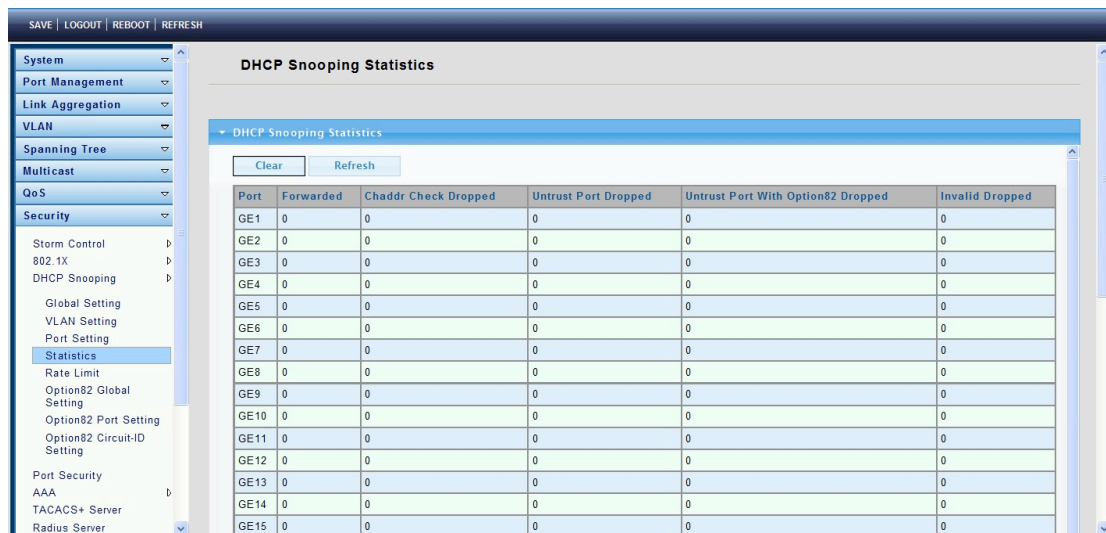 SAVE | LOGOUT | REBOOT | REFRESH
System
Port Management
Link Aggregation
VLAN
Spanning Tree
Multicast
QoS
Security
Storm Control
802.1X
DHCP Snooping
Global Setting
VLAN Setting
Port Setting
Statistics
Rate Limit
Option82 Global
Setting
Option82 Port Setting
Option82 Circuit-ID
Setting
Port Security
AAA
TACACS+ Server
Radius Server
DHCP Snooping Statistics
DHCP Snooping Statistics
Clear Refresh
Port Forwarded Chaddr Check Dropped Untrust Port Dropped Untrust Port With Option82 Dropped Invalid Dropped
GE1 0 0 0 0 0
GE2 0 0 0 0 0
GE3 0 0 0 0 0
GE4 0 0 0 0 0
GE5 0 0 0 0 0
GE6 0 0 0 0 0
GE7 0 0 0 0 0
GE8 0 0 0 0 0
GE9 0 0 0 0 0
GE10 0 0 0 0 0
GE11 0 0 0 0 0
GE12 0 0 0 0 0
GE13 0 0 0 0 0
GE14 0 0 0 0 0
GE15 0 0 0 0 0